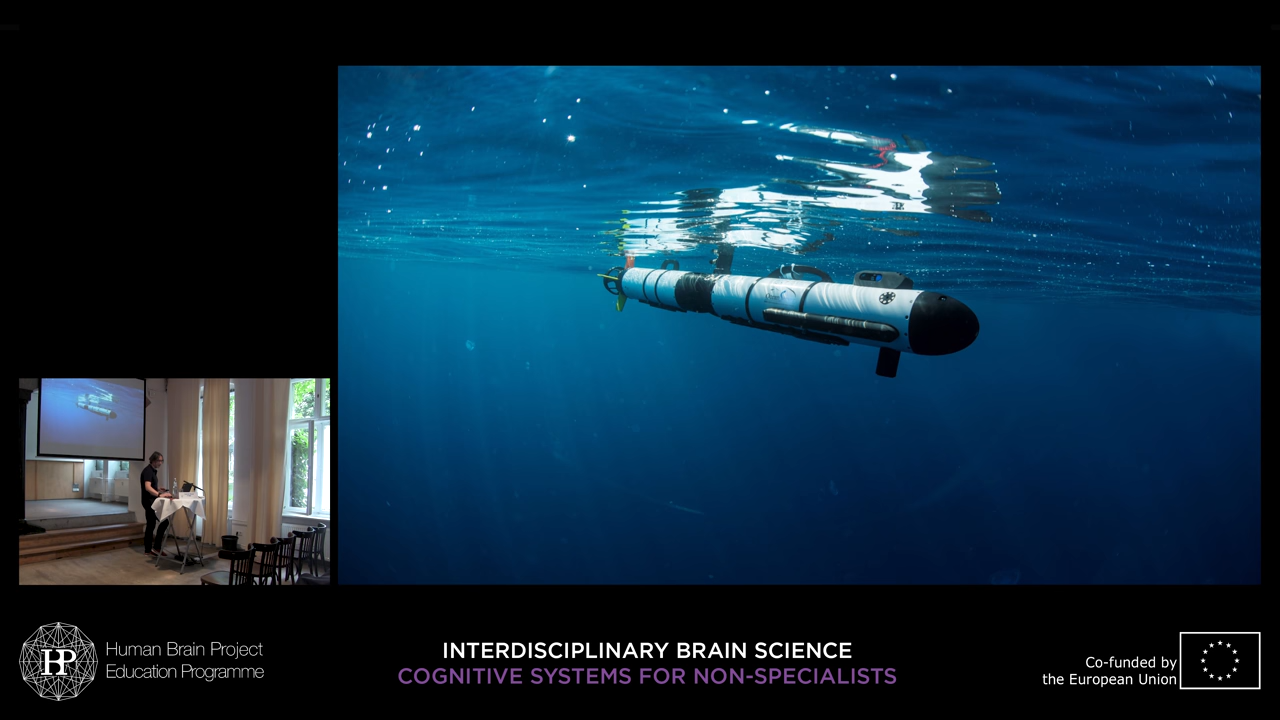 HP
Human Brain Project
Education Programme
INTERDISCIPLINARY BRAIN SCIENCE
COGNITIVE SYSTEMS FOR NON-SPECIALISTS
Co-funded by
the European Union